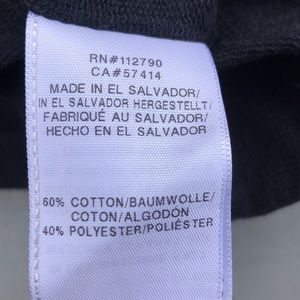 RN#112790
CA#57414
MADE IN EL SALVADOR/
IN EL SALVADOR HERGESTELLT/
FABRIQUÉ AU SALVADOR/
HECHO EN EL SALVADOR
60% COTTON/BAUMWOLLE/
COTON/ALGODÓN
40% POLYESTER/POLIÉSTER